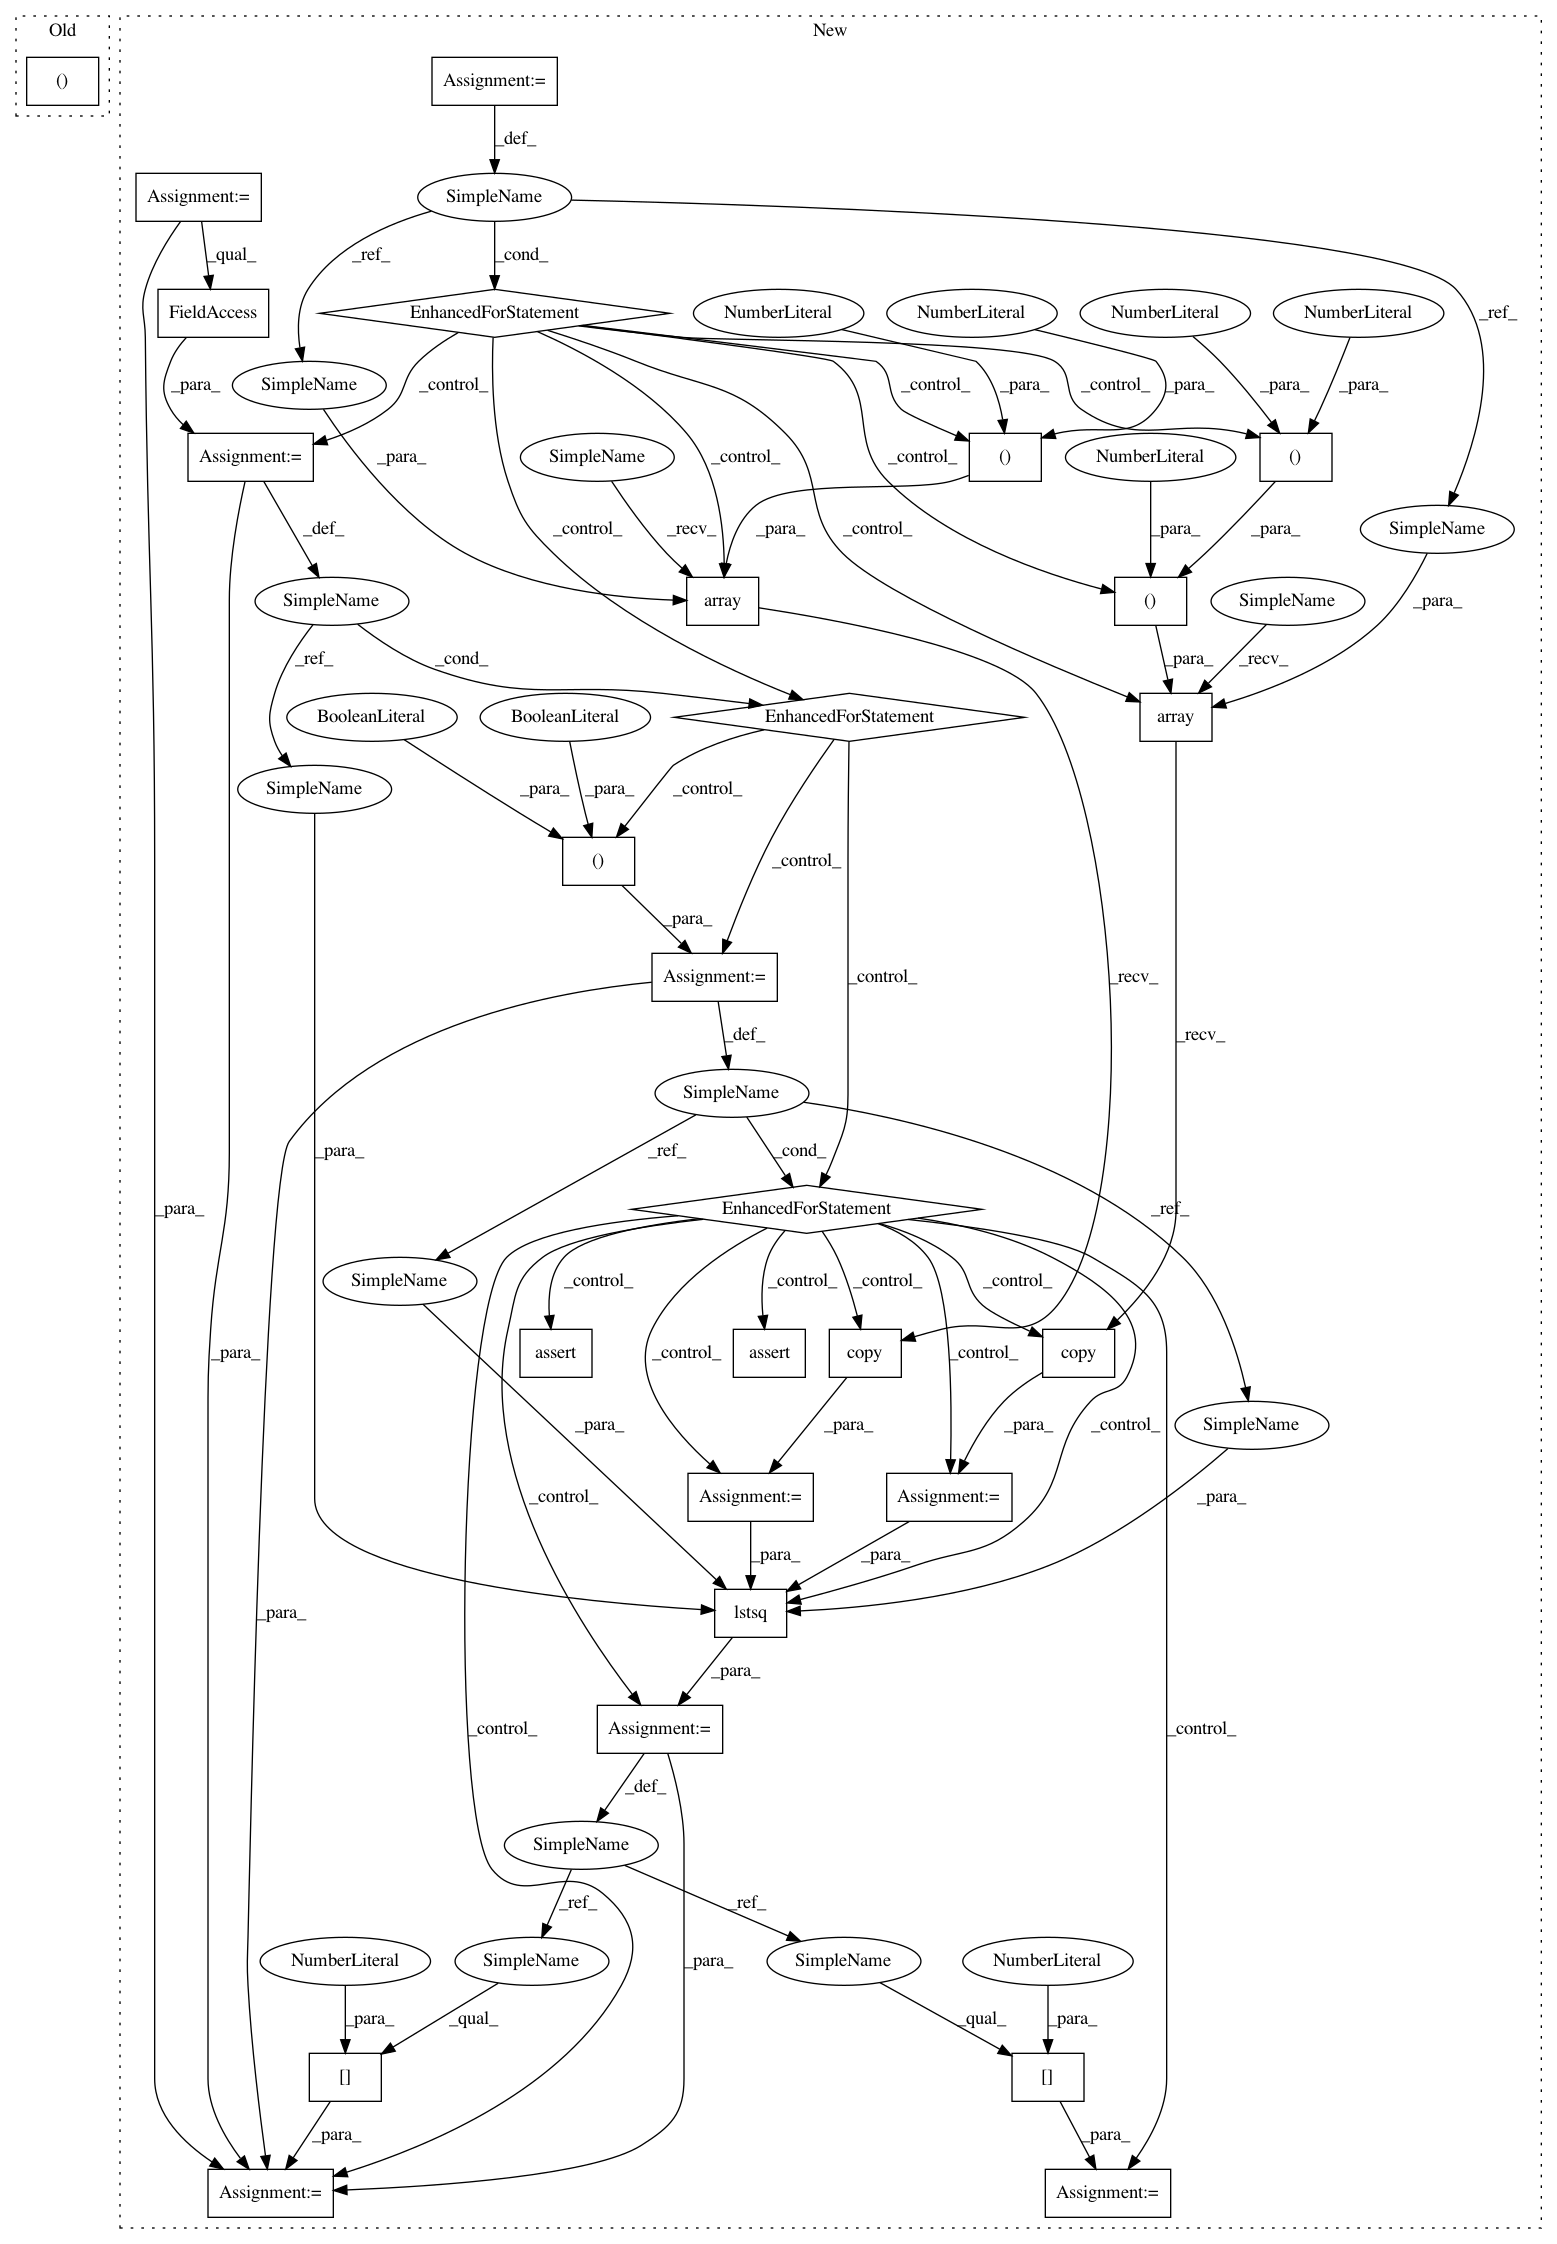 Old
New
()
Assignment:=
_def_
Assignment:=
SimpleName
_qual_
_ref_
_cond_
_ref_
FieldAccess
EnhancedForStatement
NumberLiteral
NumberLiteral
NumberLiteral
NumberLiteral
_para_
SimpleName
_control_
_control_
_para_
_control_
_para_
_para_
_para_
Assignment:=
_para_
SimpleName
_control_
_control_
()
NumberLiteral
()
_def_
_control_
_recv_
_para_
_control_
_para_
_para_
SimpleName
SimpleName
array
()
SimpleName
_para_
_ref_
_cond_
_para_
_recv_
BooleanLiteral
BooleanLiteral
EnhancedForStatement
array
SimpleName
_para_
_para_
_control_
()
_control_
_para_
Assignment:=
_control_
_recv_
_def_
_recv_
SimpleName
_para_
_ref_
_cond_
_para_
EnhancedForStatement
_ref_
SimpleName
_control_
_control_
_control_
_control_
_para_
assert
assert
copy
copy
_control_
_control_
_para_
_para_
_para_
_control_
SimpleName
Assignment:=
Assignment:=
_control_
_para_
_para_
_para_
_para_
lstsq
_para_
_control_
Assignment:=
_control_
_def_
SimpleName
_ref_
_ref_
NumberLiteral
SimpleName
SimpleName
NumberLiteral
_para_
_para_
_qual_
_qual_
_para_
[]
[]
_para_
_para_
Assignment:=
Assignment:=